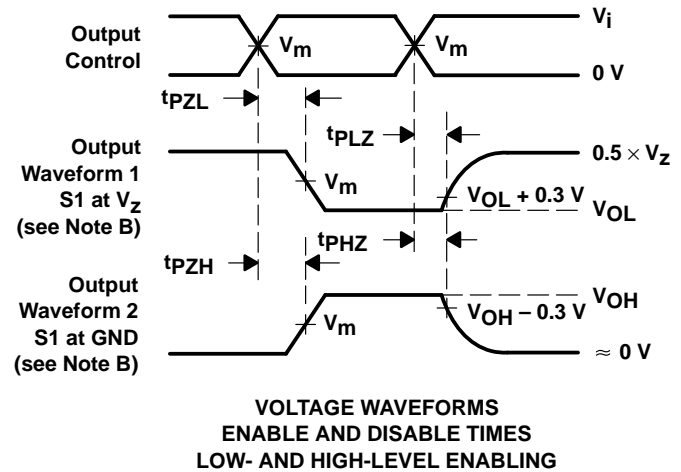 Output
Control
Vm
Vm
Vi
0 V
tPZL
tPLZ
Output
Waveform 1
S1 at Vz
(see Note B)
Vm
0.5 × Vz
VOL + 0.3 V
VOL
tPZH
tPHZ
Output
Waveform 2
S1 at GND
(see Note B)
Vm
VOH
VOH − 0.3 V
≈ 0 V
VOLTAGE WAVEFORMS
ENABLE AND DISABLE TIMES
LOW- AND HIGH-LEVEL ENABLING